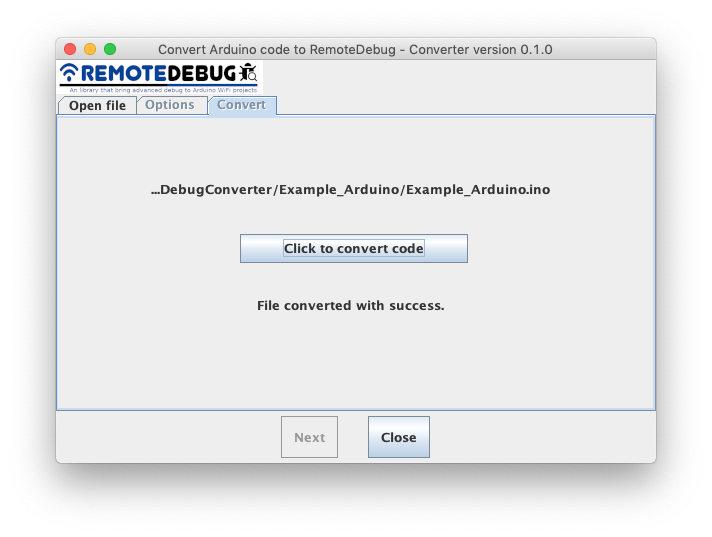 Convert Arduino code to RemoteDebug - Converter version 0.1.0
REMOTEDEBUG
An library that bring advanced debug to Arduino WiFi projects
Open file Options Convert
...DebugConverter/Example_Arduino/Example_Arduino.ino
Click to convert code
File converted with success.
Next Close